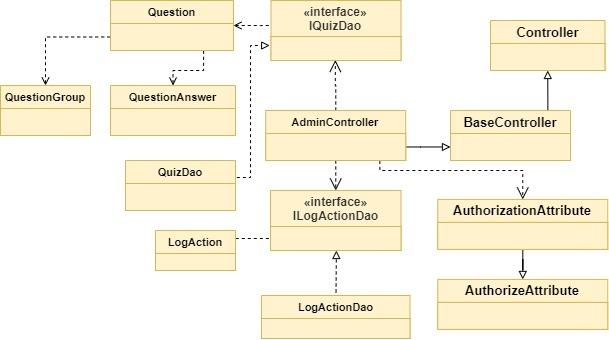 Question
«interface»
IQuizDao
Controller
QuestionGroup
QuestionAnswer
AdminController
BaseController
QuizDao
«interface»
ILogActionDao
AuthorizationAttribute
LogAction
LogActionDao
AuthorizeAttribute